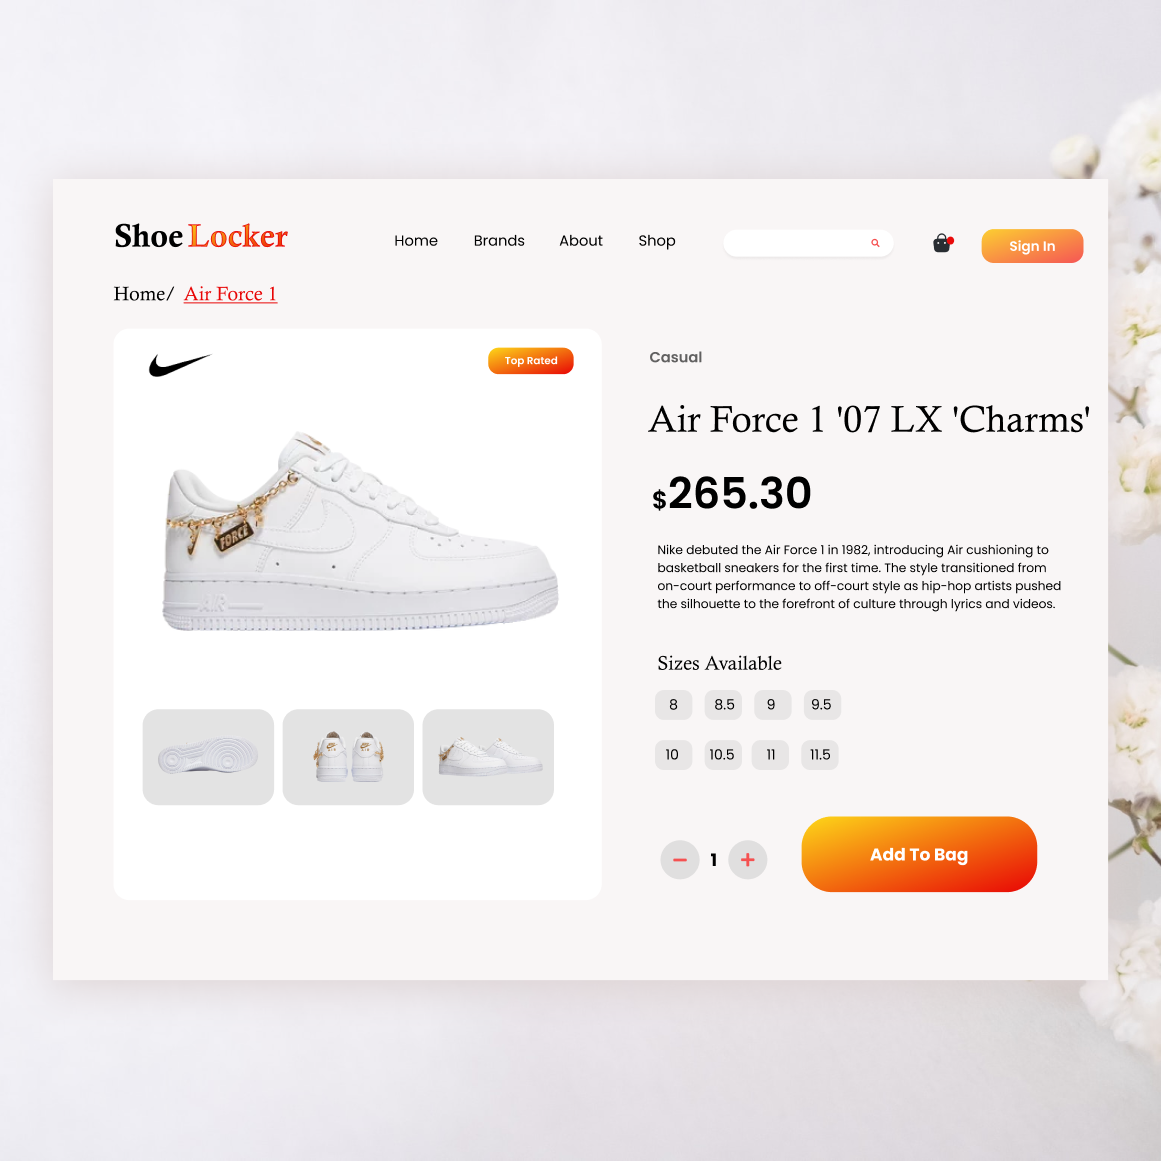 Shoe Locker
Home
Brands
About
Shop
Sign In
Home/ Air Force 1
Top Rated
FORCE
AIR
Casual
Air Force 1 '07 LX 'Charms'
$265.30
Nike debuted the Air Force 1 in 1982, introducing Air cushioning to
basketball sneakers for the first time. The style transitioned from
on-court performance to off-court style as hip-hop artists pushed
the silhouette to the forefront of culture through lyrics and videos.
Sizes Available
8 8.5 9 9.5
10 10.5 11 11.5
− 1 +
Add To Bag